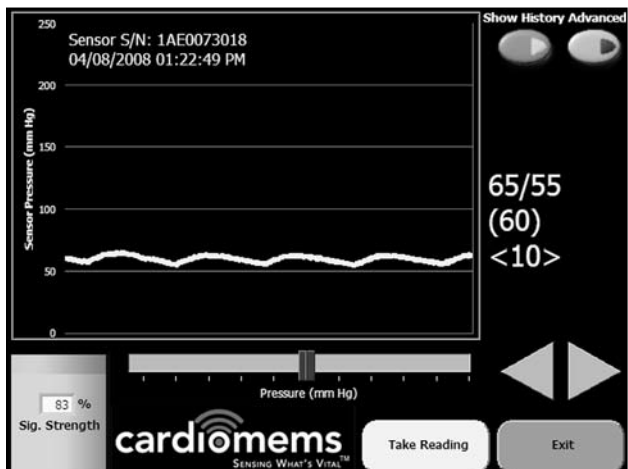 Show History Advanced
250
Sensor S/N: 1AE0073018
04/08/2008 01:22:49 PM
200
150
100
50
0
Sensor Pressure (mm Hg)
65/55
(60)
<10>
Pressure (mm Hg)
83 %
Sig. Strength
cardiomems
SENSING WHAT'S VITAL™
Take Reading
Exit